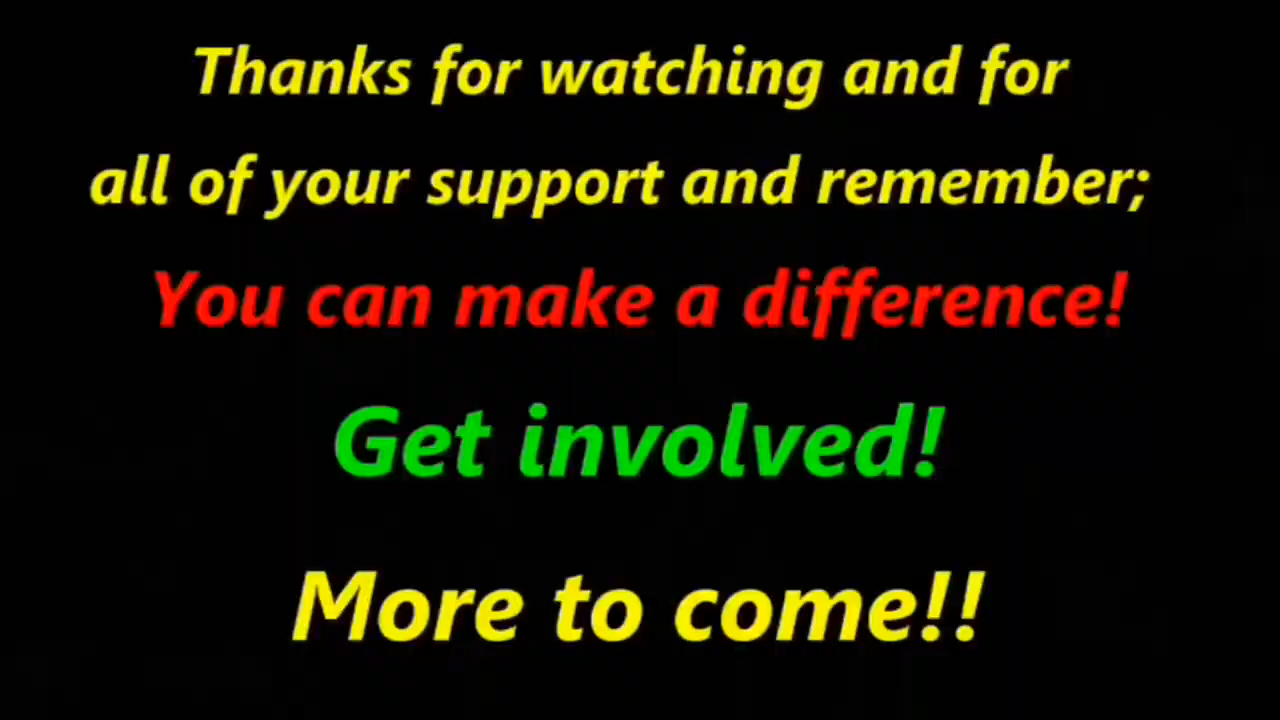 Thanks for watching and for
all of your support and remember;
You can make a difference!
Get involved!
More to come!!